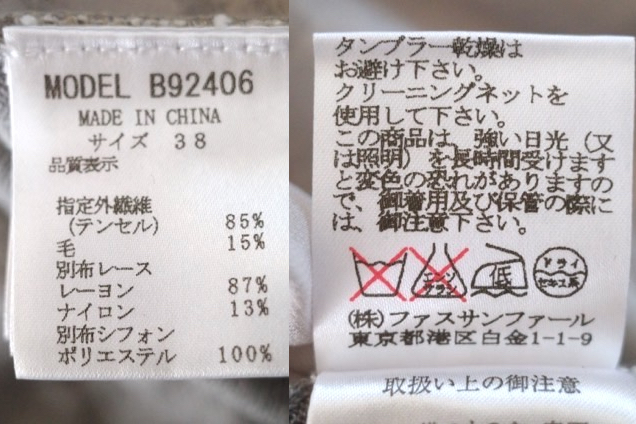 MODEL B92406
MADE IN CHINA
サイズ 38
品質表示
指定外繊維
(テンセル) 85%
毛 15%
別布レース
レーヨン 87%
ナイロン 13%
別布シフォン
ポリエステル 100%
タンブラー乾燥は
お避け下さい。
クリーニングネットを
使用して下さい。
この商品は、強い日光(又
は照明)を長時間受けます
と変色の恐れがありますの
で、御着用及び保管の際に
は、御注意下さい。
エンソ
サラシ
低
ドライ
セキユ系
(株)ファスサンファール
東京都港区白金1-1-9
取扱い上の御注意